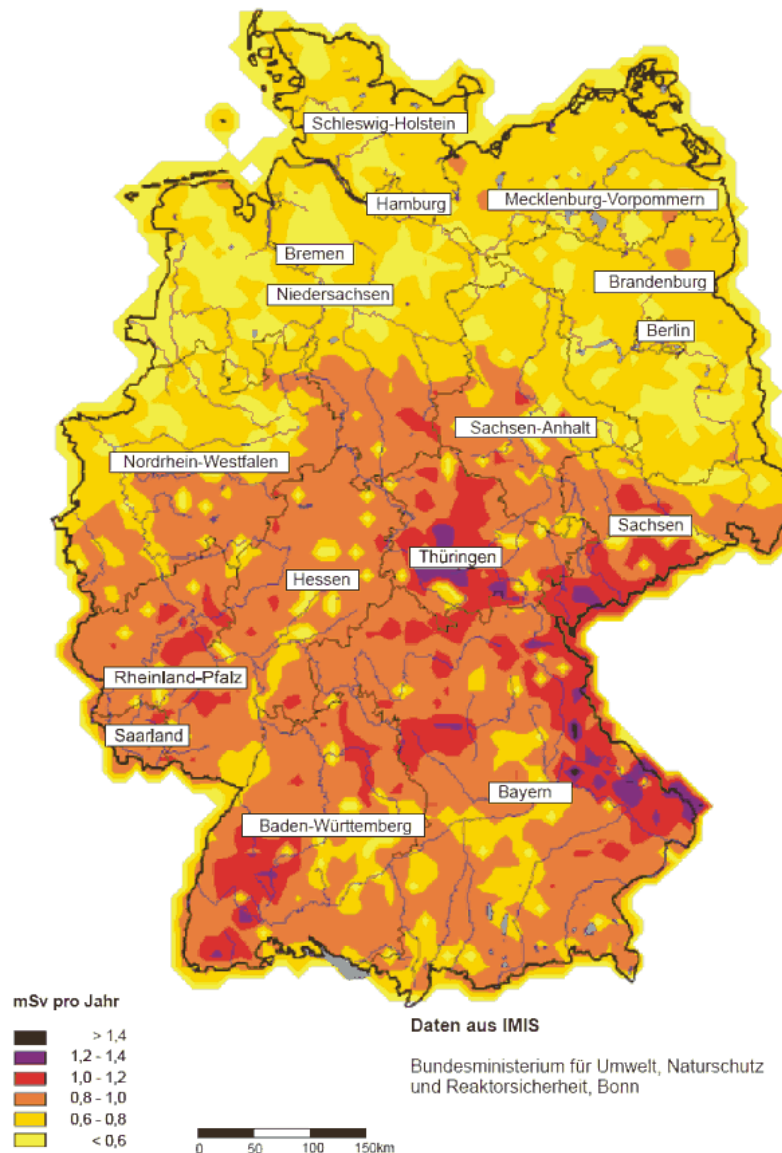 Schleswig-Holstein
Hamburg
Mecklenburg-Vorpommern
Bremen
Niedersachsen
Brandenburg
Berlin
Sachsen-Anhalt
Nordrhein-Westfalen
Sachsen
Thüringen
Hessen
Rheinland-Pfalz
Saarland
Bayern
Baden-Württemberg
mSv pro Jahr
> 1,4
1,2 - 1,4
1,0 - 1,2
0,8 - 1,0
0,6 - 0,8
< 0,6
0 50 100 150km
Daten aus IMIS
Bundesministerium für Umwelt, Naturschutz
und Reaktorsicherheit, Bonn